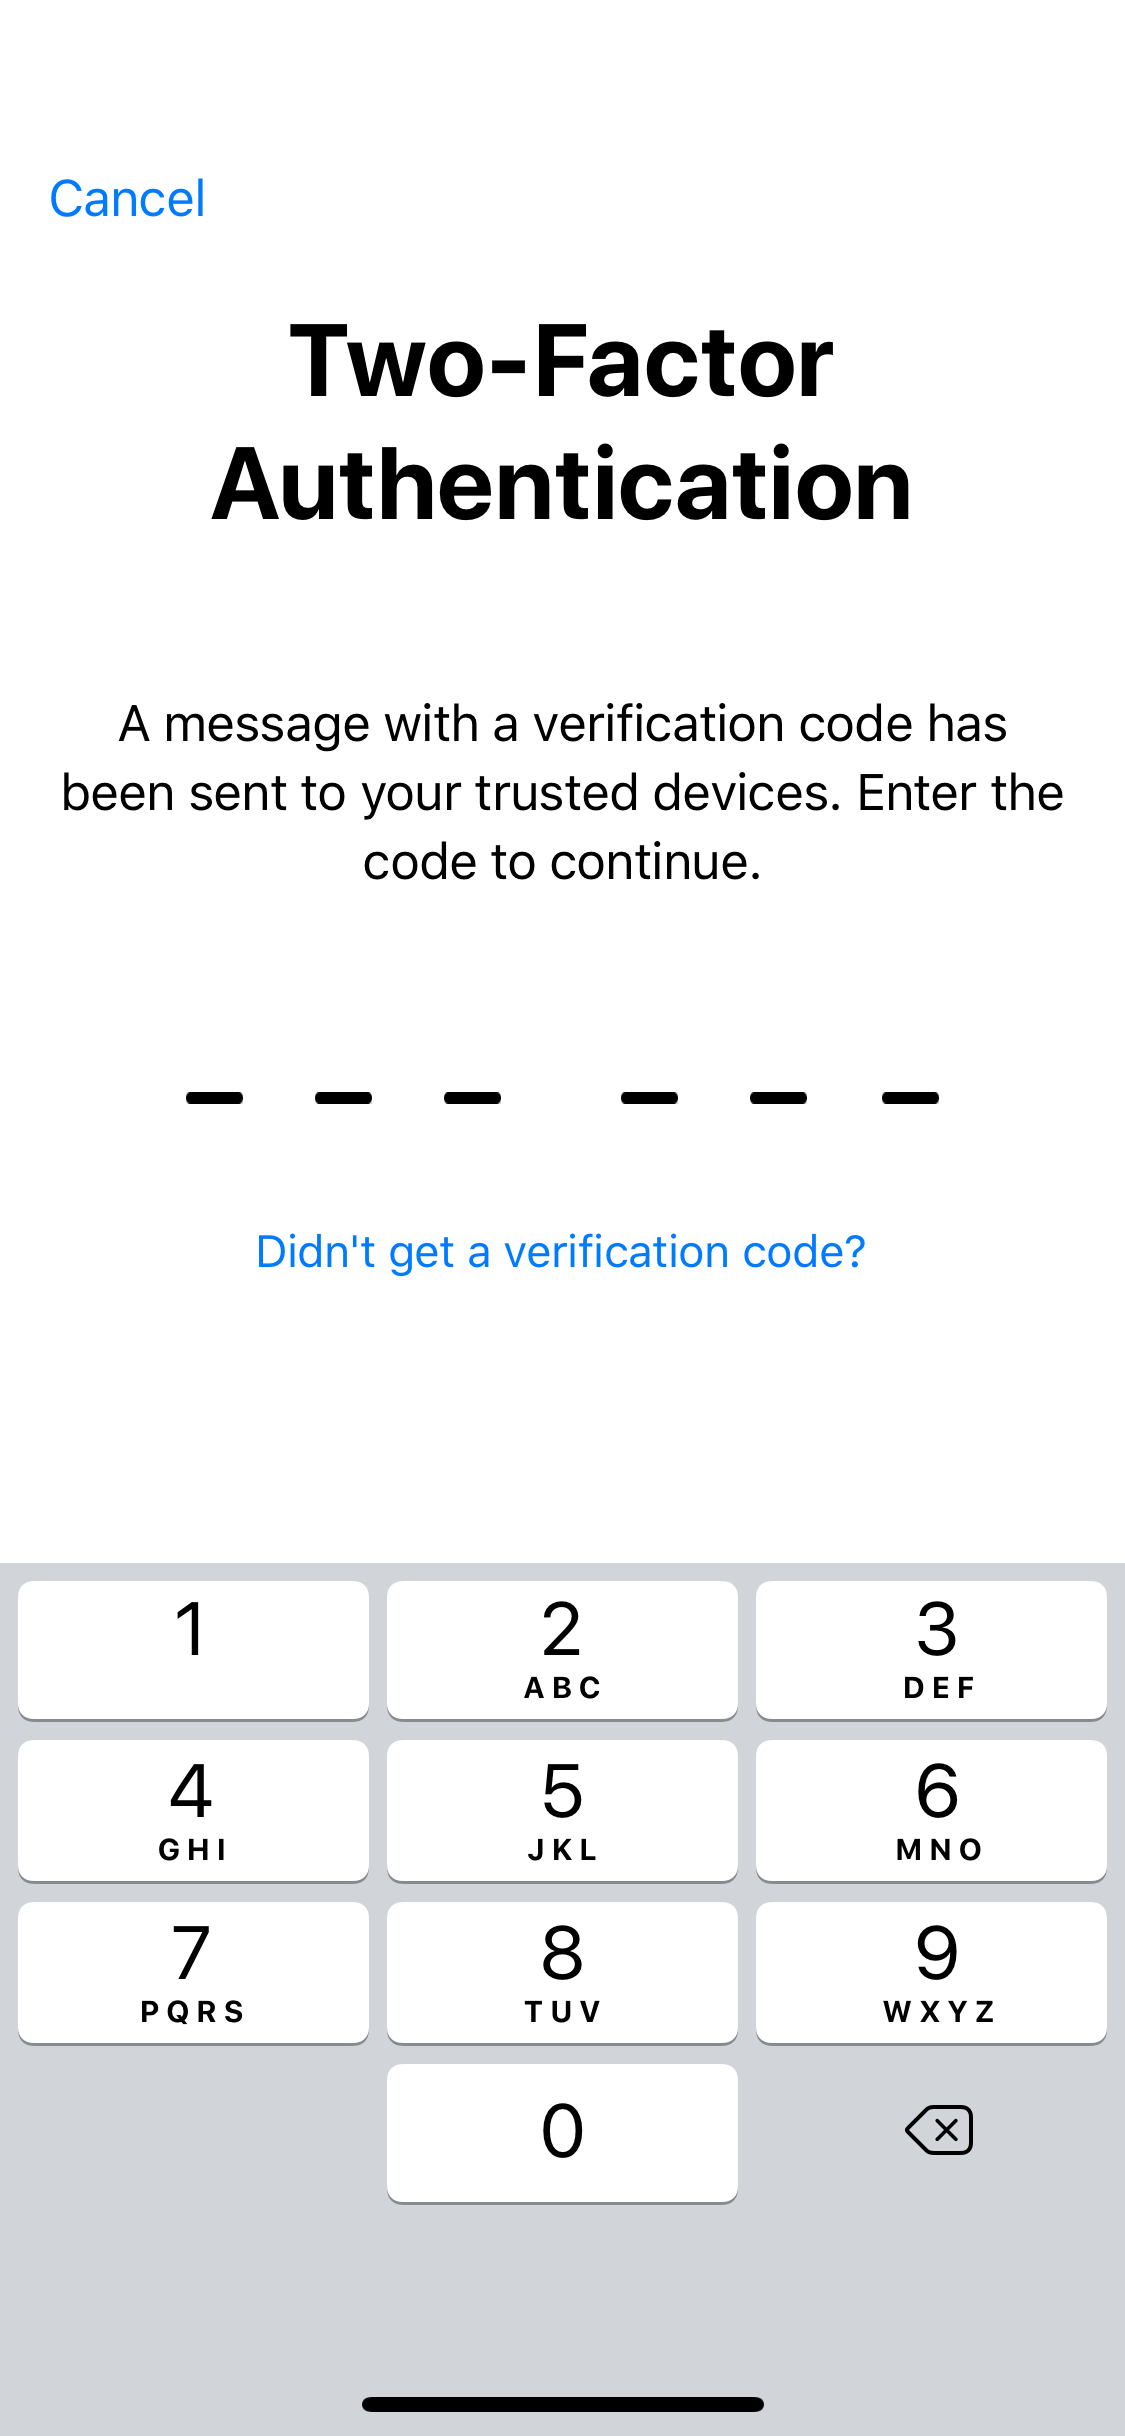 Cancel
Two-Factor
Authentication
A message with a verification code has
been sent to your trusted devices. Enter the
code to continue.
Didn't get a verification code?
1 2 3
ABC DEF
4 5 6
GHI JKL MNO
7 8 9
PQRS TUV WXYZ
0